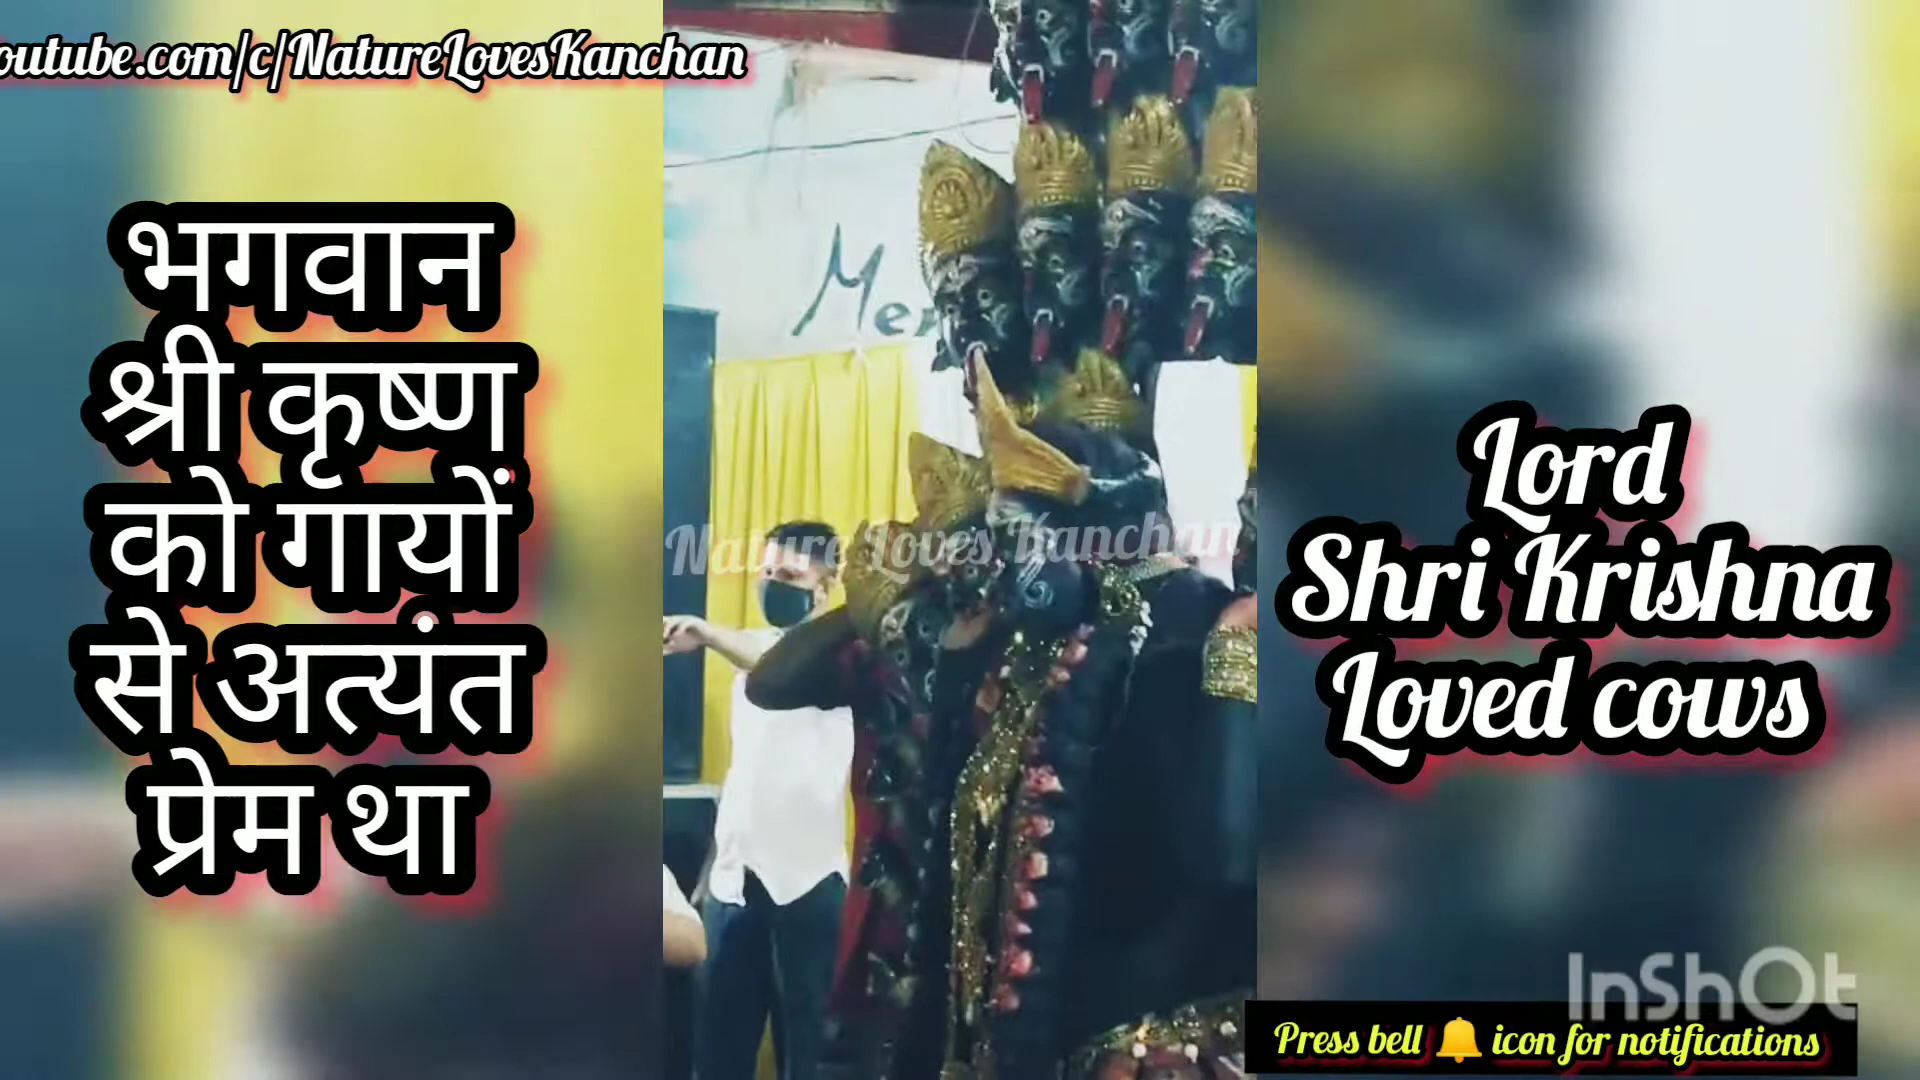 outube.com/c/NatureLovesKanchan
भगवान
श्री कृष्ण
को गायों
से अत्यंत
प्रेम था
Mer
Nature Loves Kanchan
Lord
Shri Krishna
Loved cows
InShOt
Press bell 🔔 icon for notifications